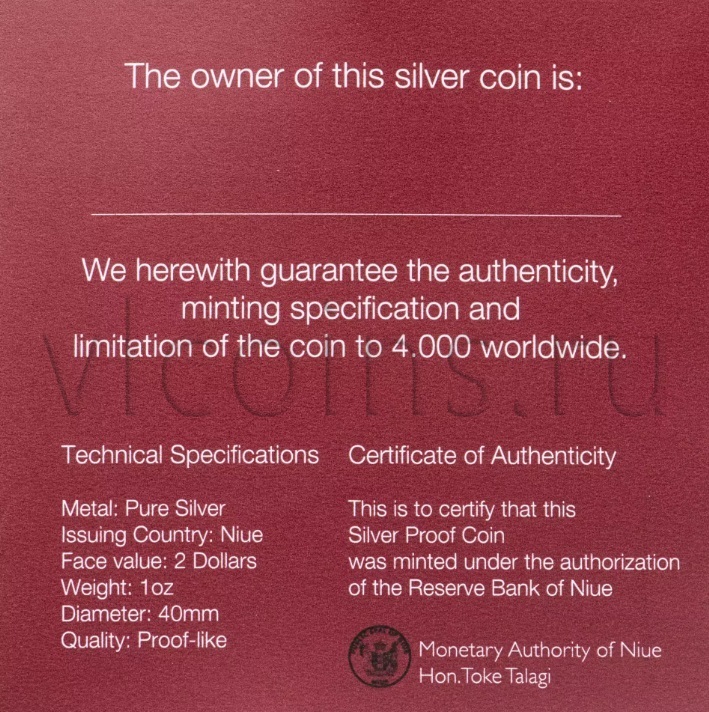 The owner of this silver coin is:
We herewith guarantee the authenticity,
minting specification and
limitation of the coin to 4.000 worldwide.
vlcoins.ru
Technical Specifications
Metal: Pure Silver
Issuing Country: Niue
Face value: 2 Dollars
Weight: 1oz
Diameter: 40mm
Quality: Proof-like
Certificate of Authenticity
This is to certify that this
Silver Proof Coin
was minted under the authorization
of the Reserve Bank of Niue
Monetary Authority of Niue
Hon.Toke Talagi